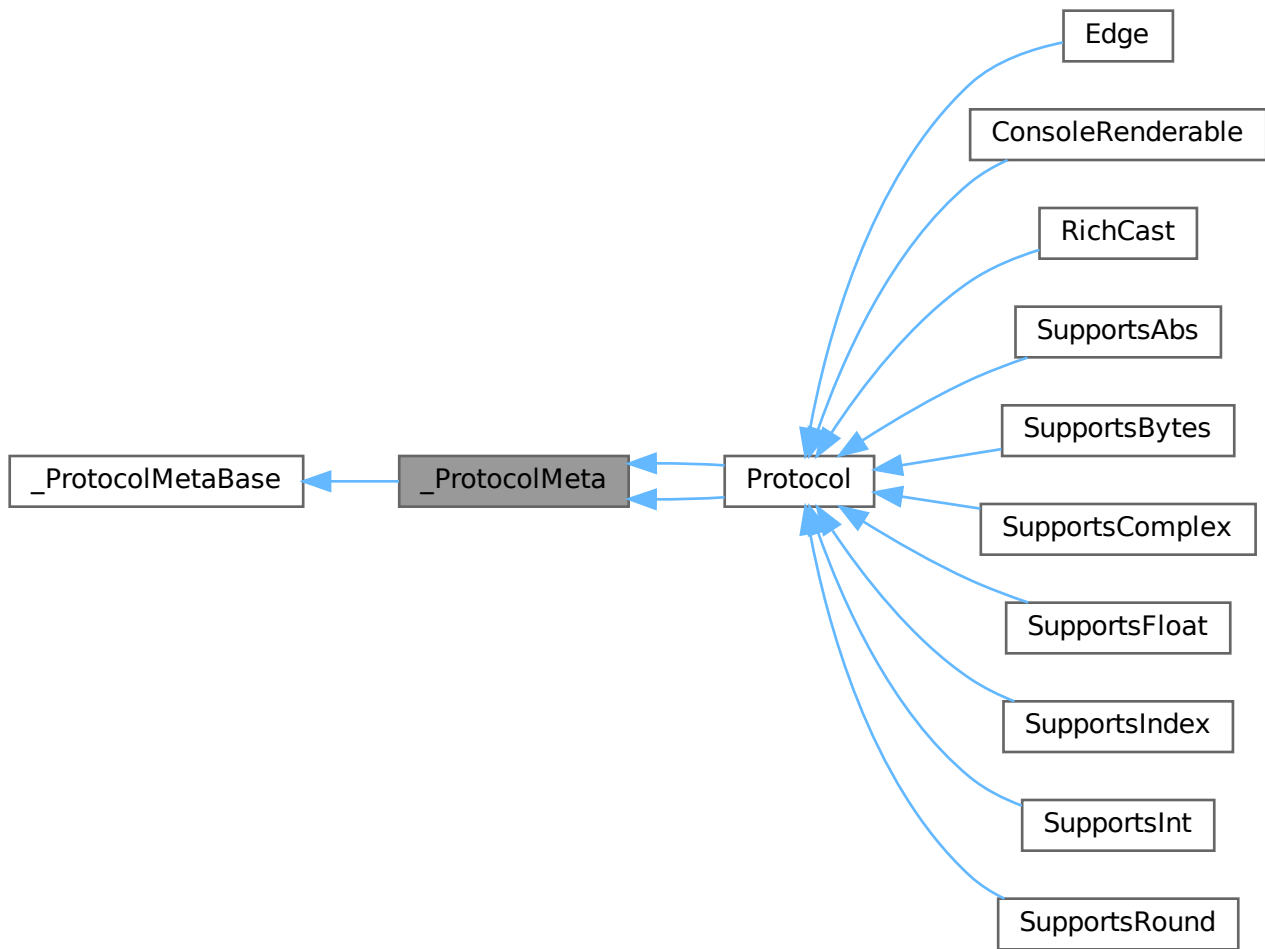 Edge
ConsoleRenderable
RichCast
SupportsAbs
SupportsBytes
_ProtocolMetaBase
_ProtocolMeta
Protocol
SupportsComplex
SupportsFloat
SupportsIndex
SupportsInt
SupportsRound